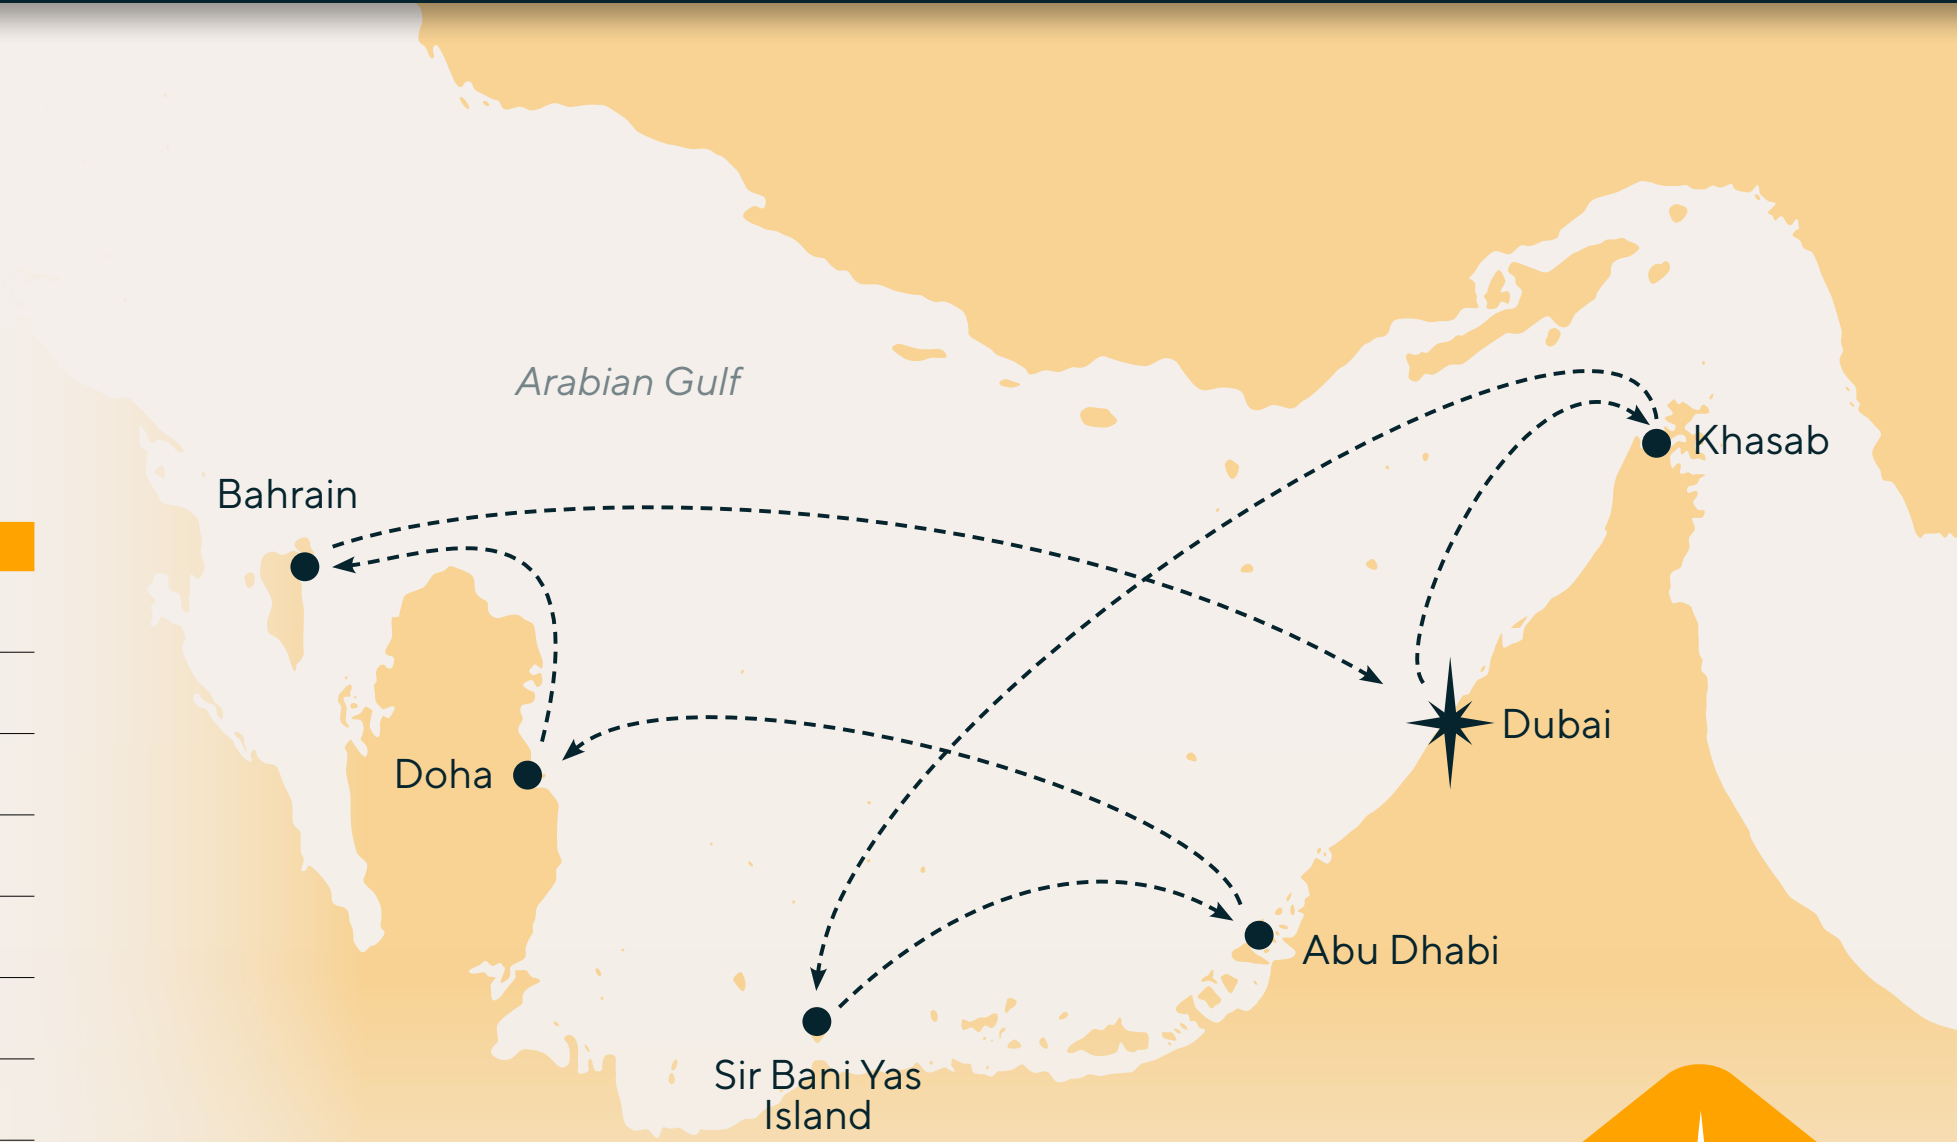 Arabian Gulf
Khasab
Bahrain
Dubai
Doha
Abu Dhabi
Sir Bani Yas
Island